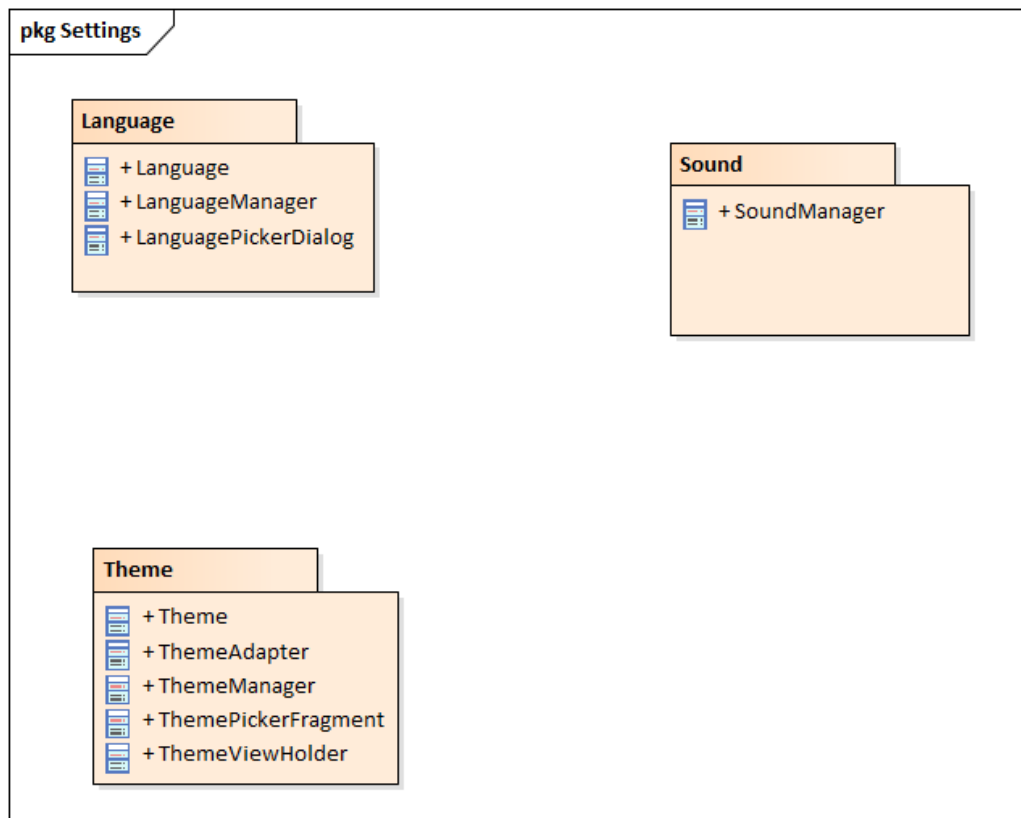 pkg Settings
Language
+ Language
+ LanguageManager
+ LanguagePickerDialog
Sound
+ SoundManager
Theme
+ Theme
+ ThemeAdapter
+ ThemeManager
+ ThemePickerFragment
+ ThemeViewHolder